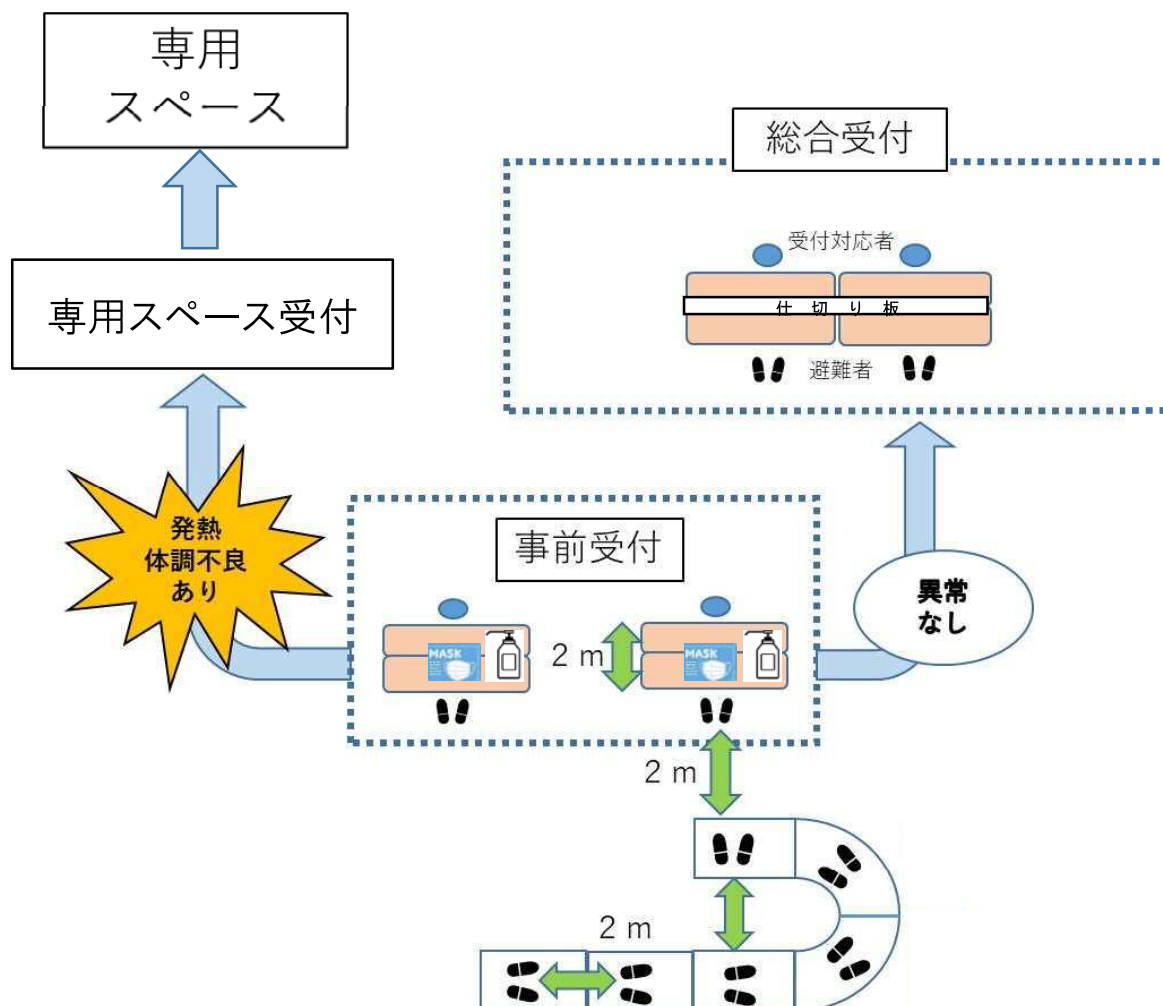 専用
スペース
総合受付
受付対応者
仕切り板
避難者
専用スペース受付
発熱
体調不良
あり
事前受付
異常
なし
MASK
MASK
2 m
2 m
2 m